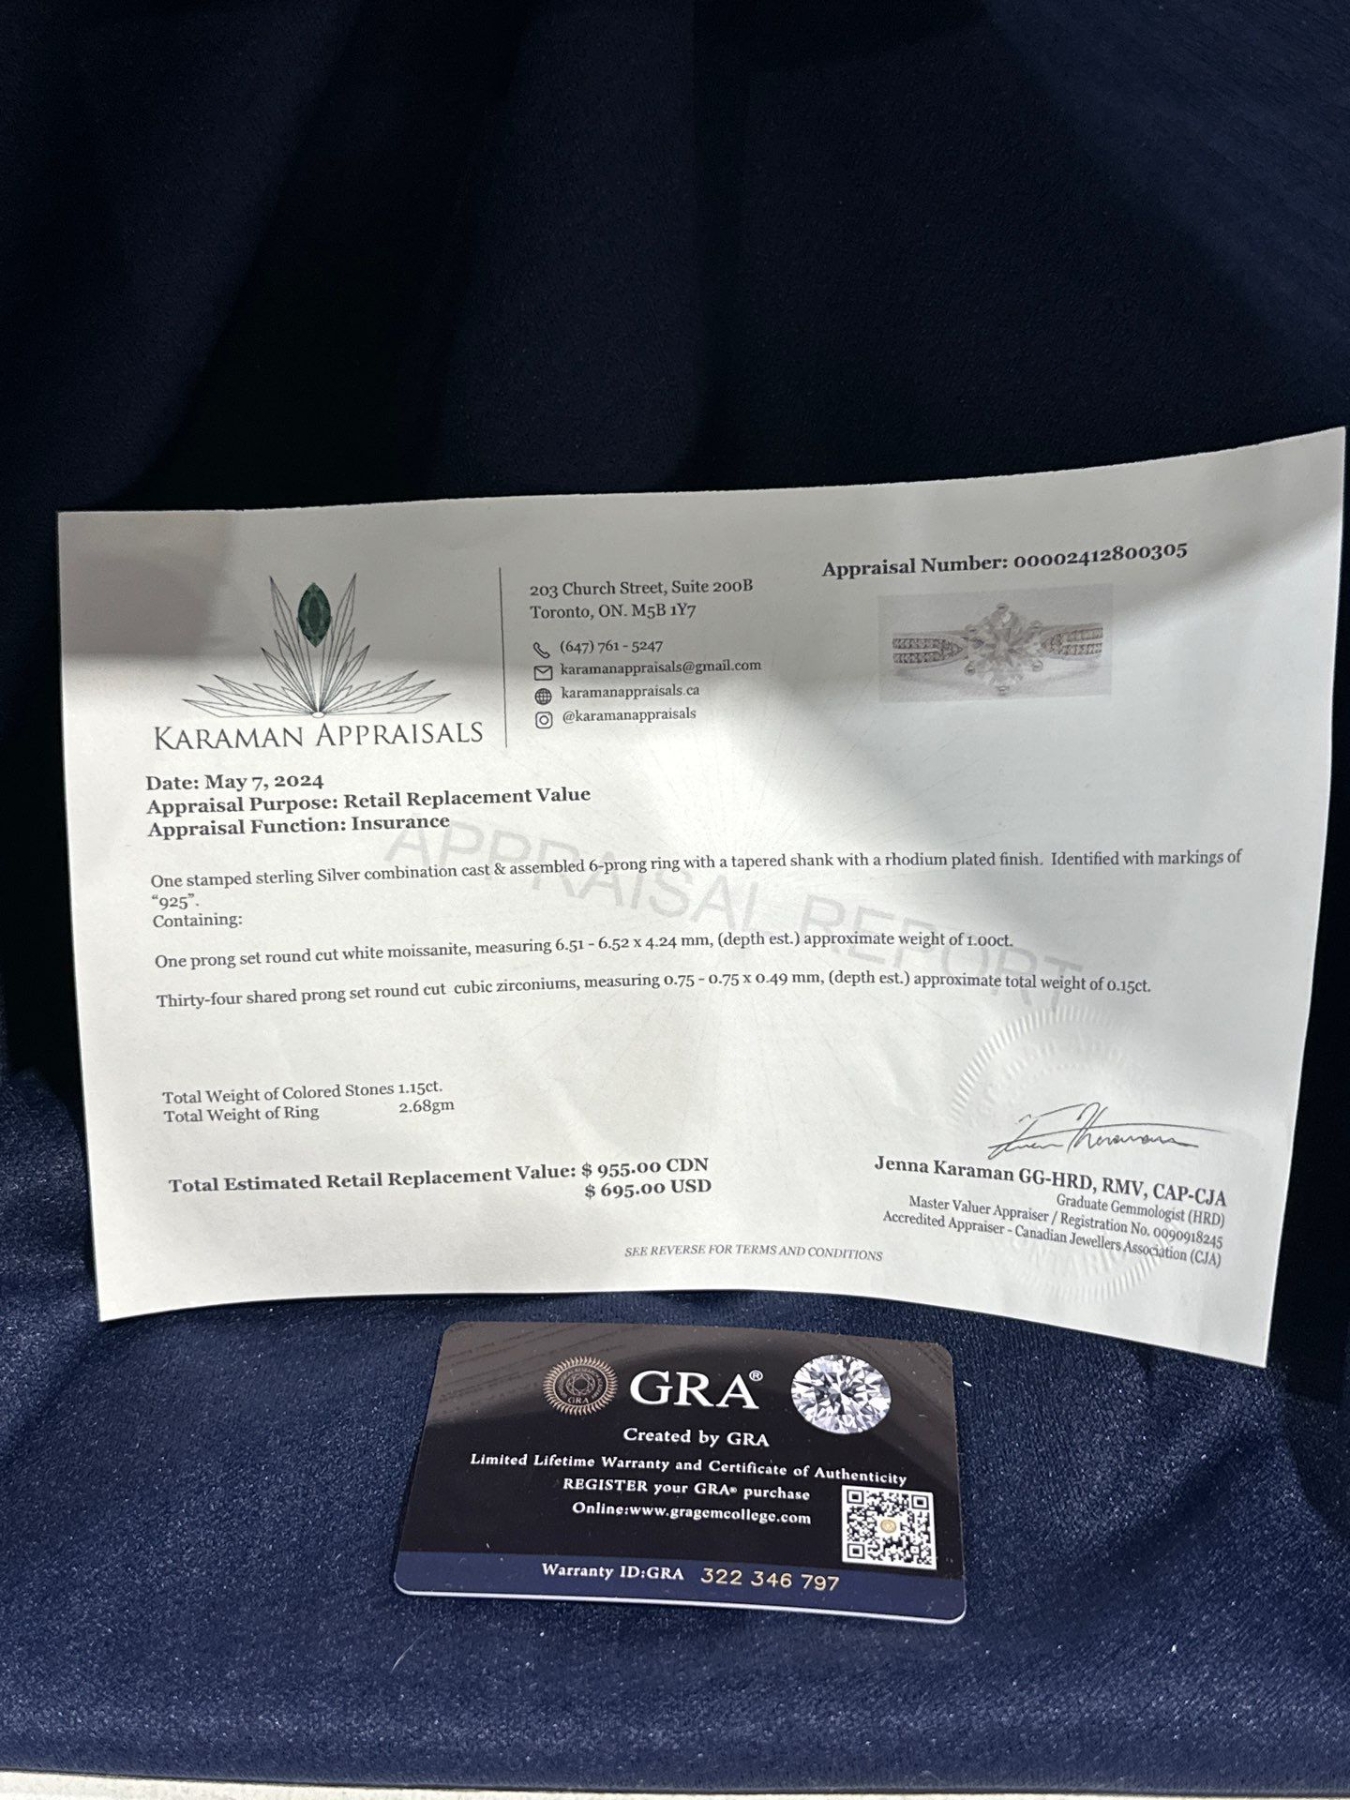 Appraisal Number: 00002412800305
203 Church Street, Suite 200B
Toronto, ON. M5B 1Y7
(647) 761 - 5247
karamanappraisals@gmail.com
karamanappraisals.ca
@karamanappraisals
KARAMAN APPRAISALS
Date: May 7, 2024
Appraisal Purpose: Retail Replacement Value
Appraisal Function: Insurance
APPRAISAL REPORT
One stamped sterling Silver combination cast & assembled 6-prong ring with a tapered shank with a rhodium plated finish. Identified with markings of
“925”.
Containing:
One prong set round cut white moissanite, measuring 6.51 - 6.52 x 4.24 mm, (depth est.) approximate weight of 1.00ct.
Thirty-four shared prong set round cut cubic zirconiums, measuring 0.75 - 0.75 x 0.49 mm, (depth est.) approximate total weight of 0.15ct.
Total Weight of Colored Stones 1.15ct.
Total Weight of Ring 2.68gm
Total Estimated Retail Replacement Value: $ 955.00 CDN
$ 695.00 USD
Jenna Karaman GG-HRD, RMV, CAP-CJA
Graduate Gemmologist (HRD)
Master Valuer Appraiser / Registration No. 0090918245
Accredited Appraiser - Canadian Jewellers Association (CJA)
SEE REVERSE FOR TERMS AND CONDITIONS
GRA
GRA®
Created by GRA
Limited Lifetime Warranty and Certificate of Authenticity
REGISTER your GRA® purchase
Online:www.gragemcollege.com
Warranty ID:GRA 322 346 797